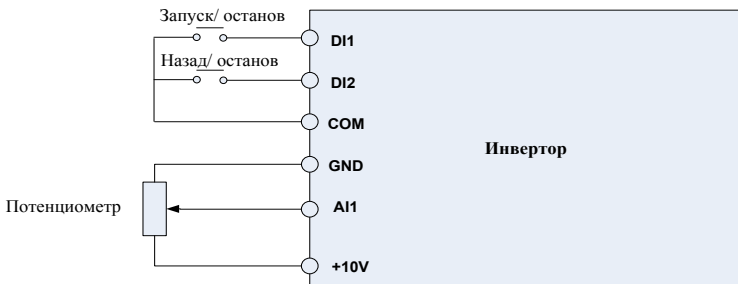 Запуск/ останов
DI1
Назад/ останов
DI2
COM
Инвертор
GND
Потенциометр
AI1
+10V